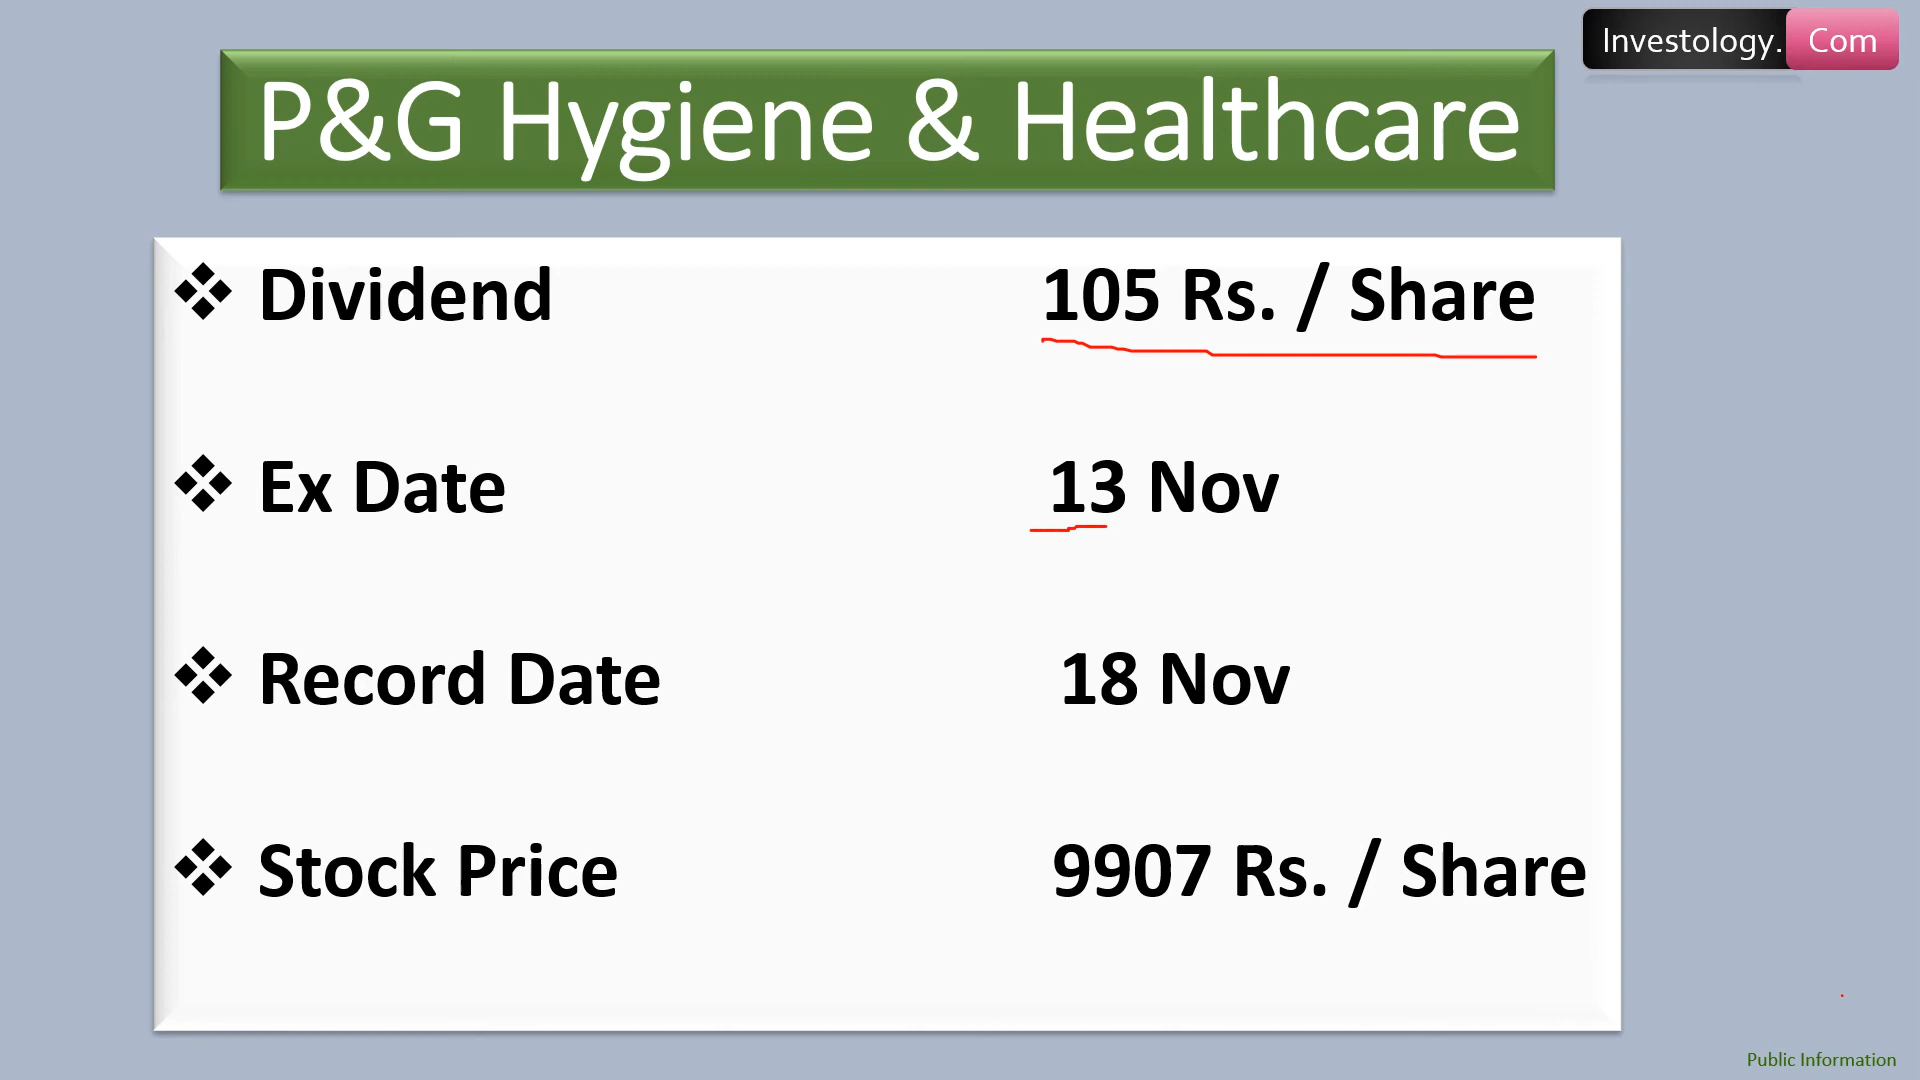 Investology. Com
P&G Hygiene & Healthcare
❖ Dividend 105 Rs. / Share
❖ Ex Date 13 Nov
❖ Record Date 18 Nov
❖ Stock Price 9907 Rs. / Share
Public Information